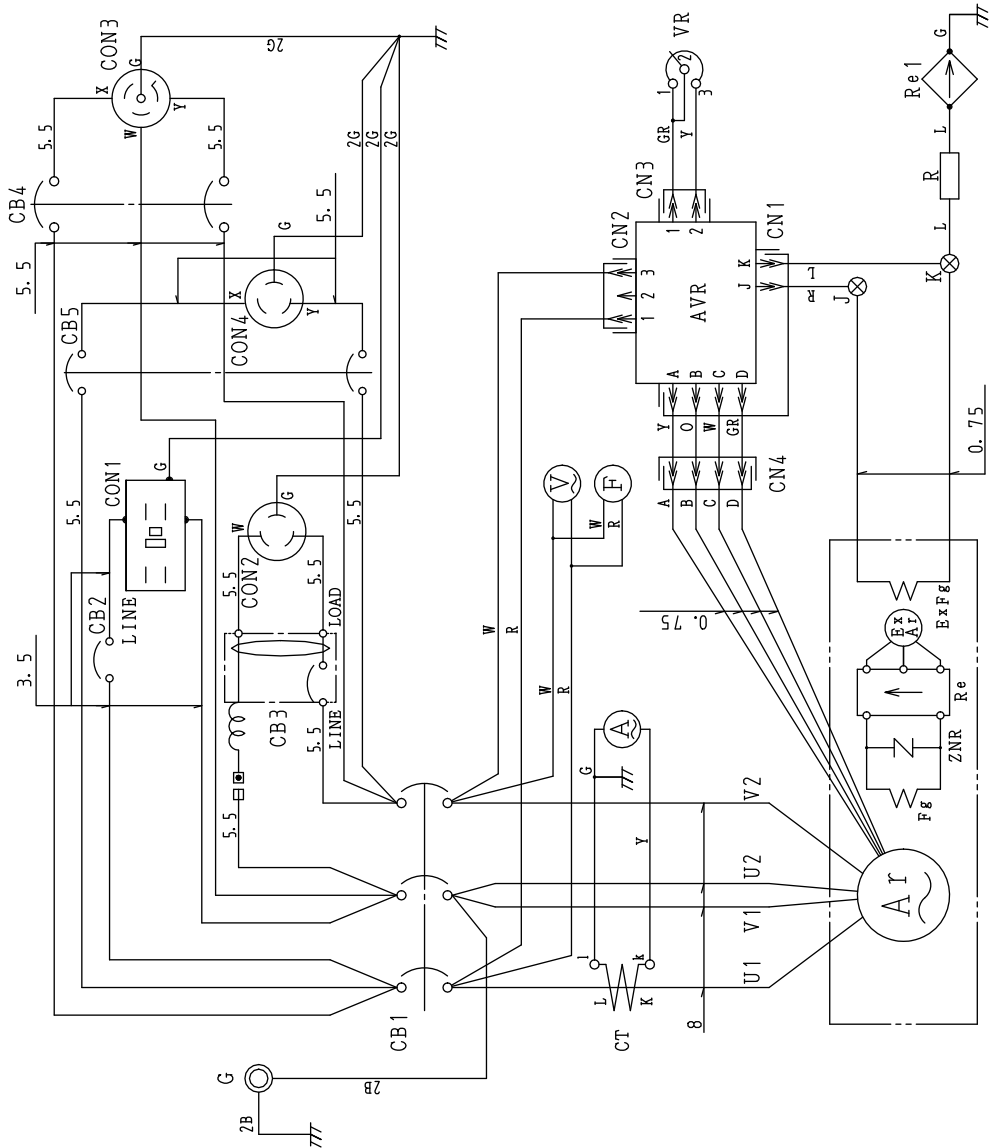 CON3
G
2G
X
W
Y
5.5
5.5
CB4
5.5
2G
2G
2G
5.5
G
X
Y
CON4
CB5
5.5
5.5
G
CON1
LINE
CB2
3.5
W
G
CON2
5.5
5.5
LOAD
CB3
LINE
5.5
5.5
CB1
G
2B
2B
VR
1
2
3
GR
Y
CN3
1
2
CN2
1
2
3
AVR
CN1
J
K
A
B
C
D
Y
O
W
GR
CN4
A
B
C
D
R
L
J
K
L
R
L
Re1
G
0.75
0.75
W
R
V
F
W
R
W
R
A
G
Y
l
k
L
K
CT
8
U1
V1
U2
V2
Ar
Fg
ZNR
Re
Ex
Ar
ExFg